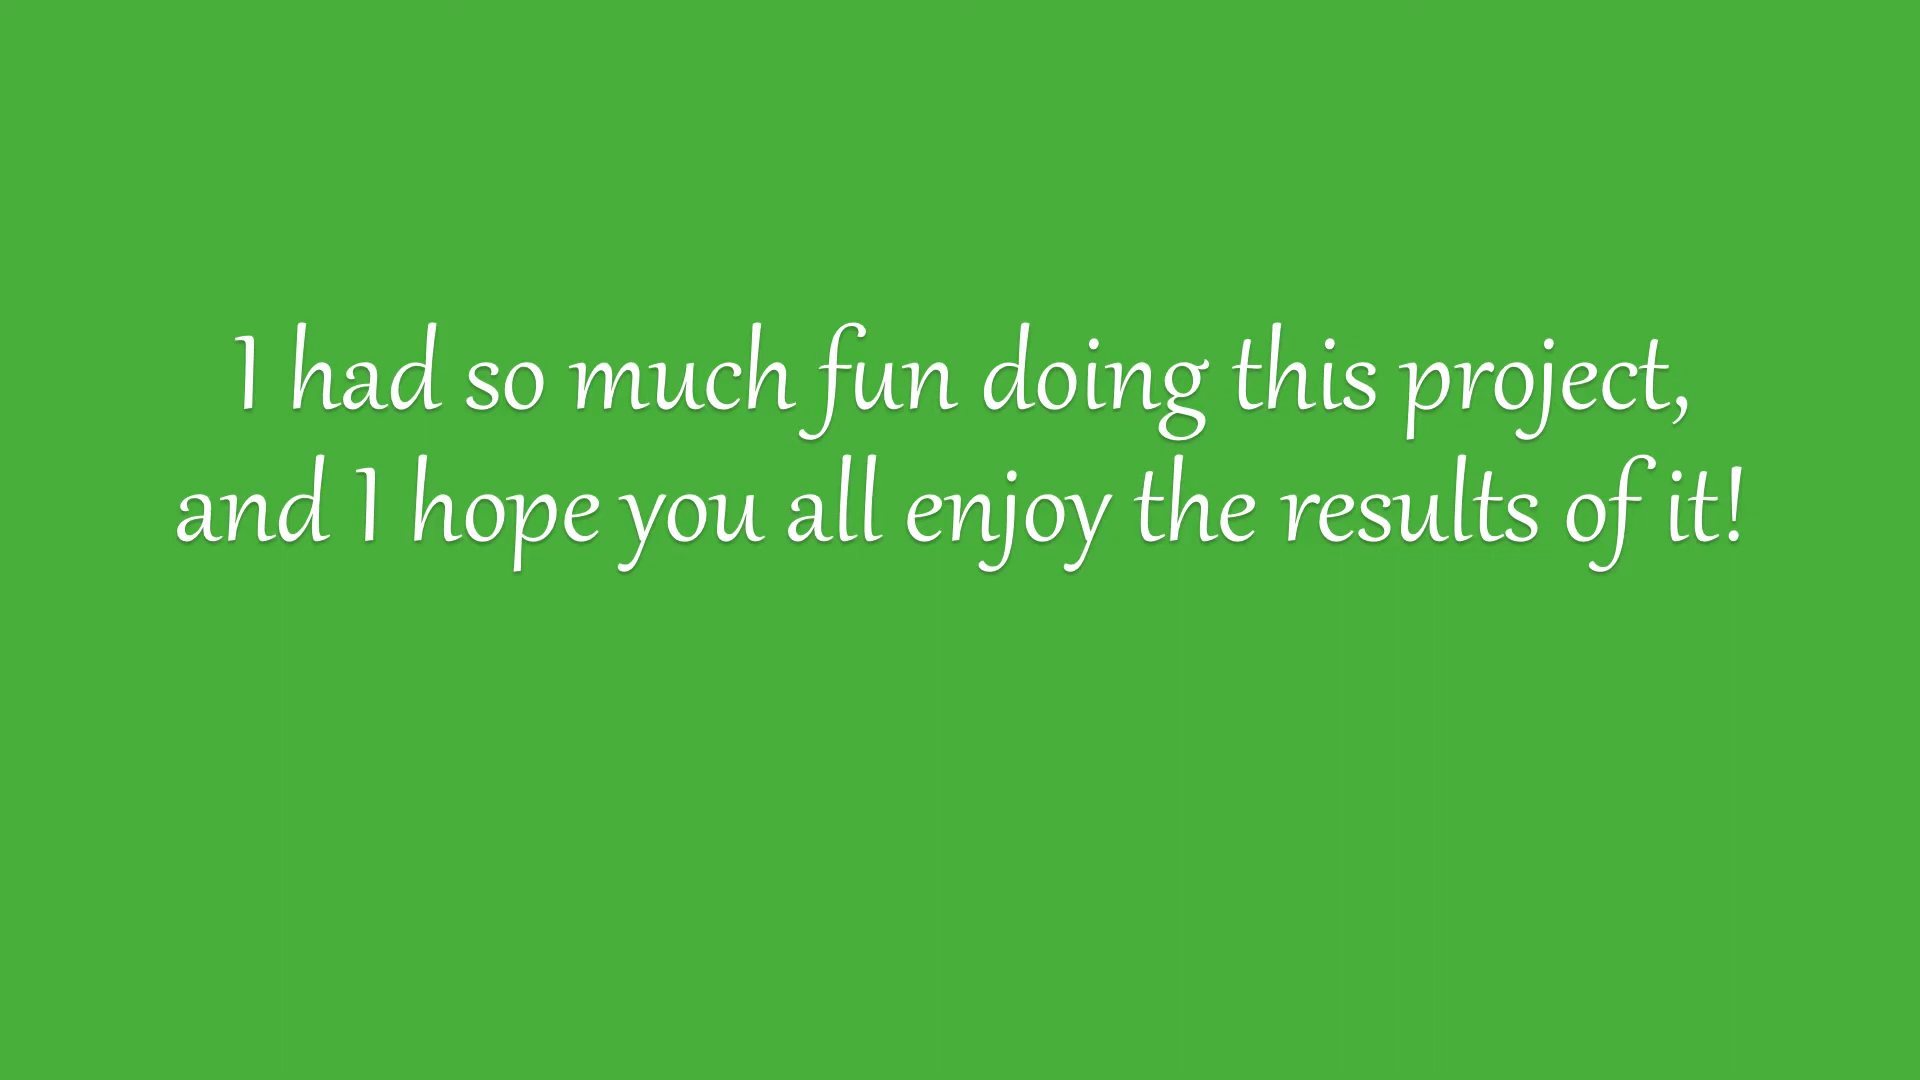 I had so much fun doing this project,
and I hope you all enjoy the results of it!